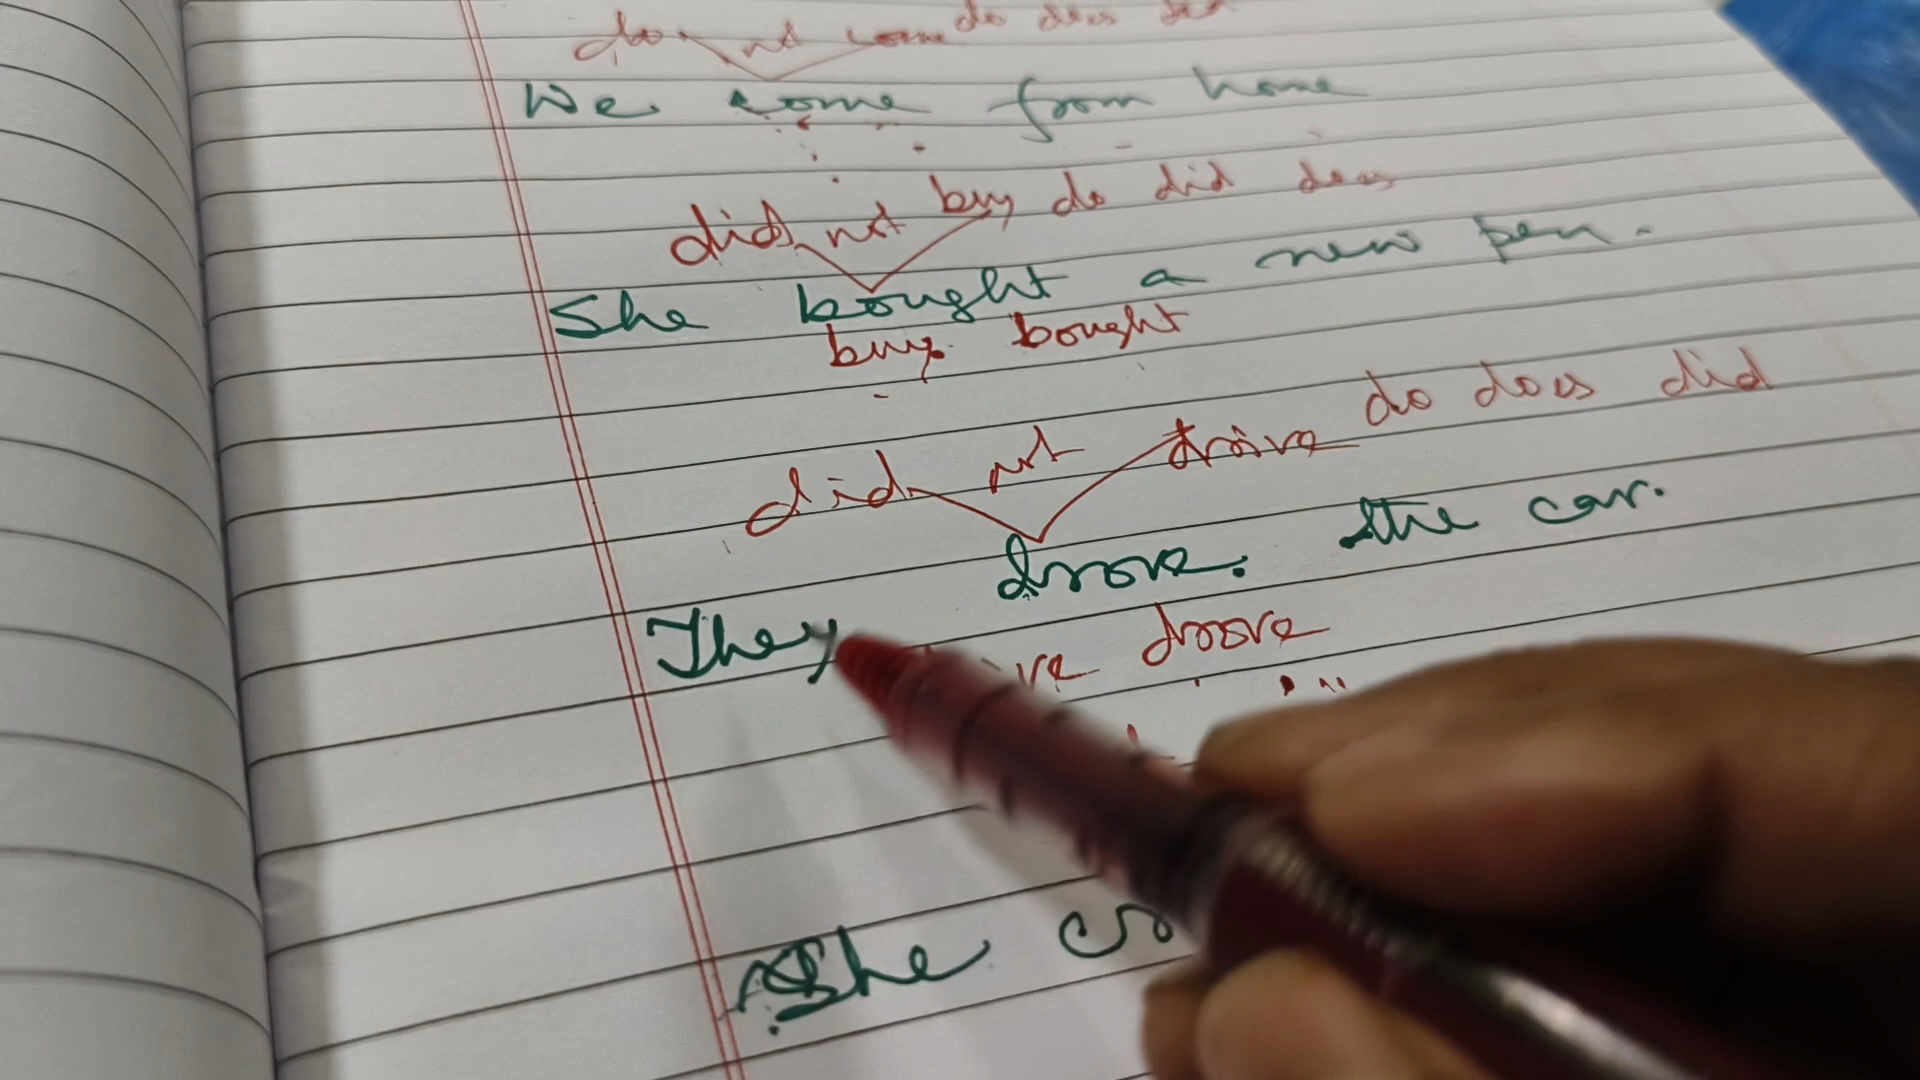 do not come do does did
We come from home
did not buy do did does
She bought a new pen.
buy bought
did not drive do does did
They drove. the car.
drove
She